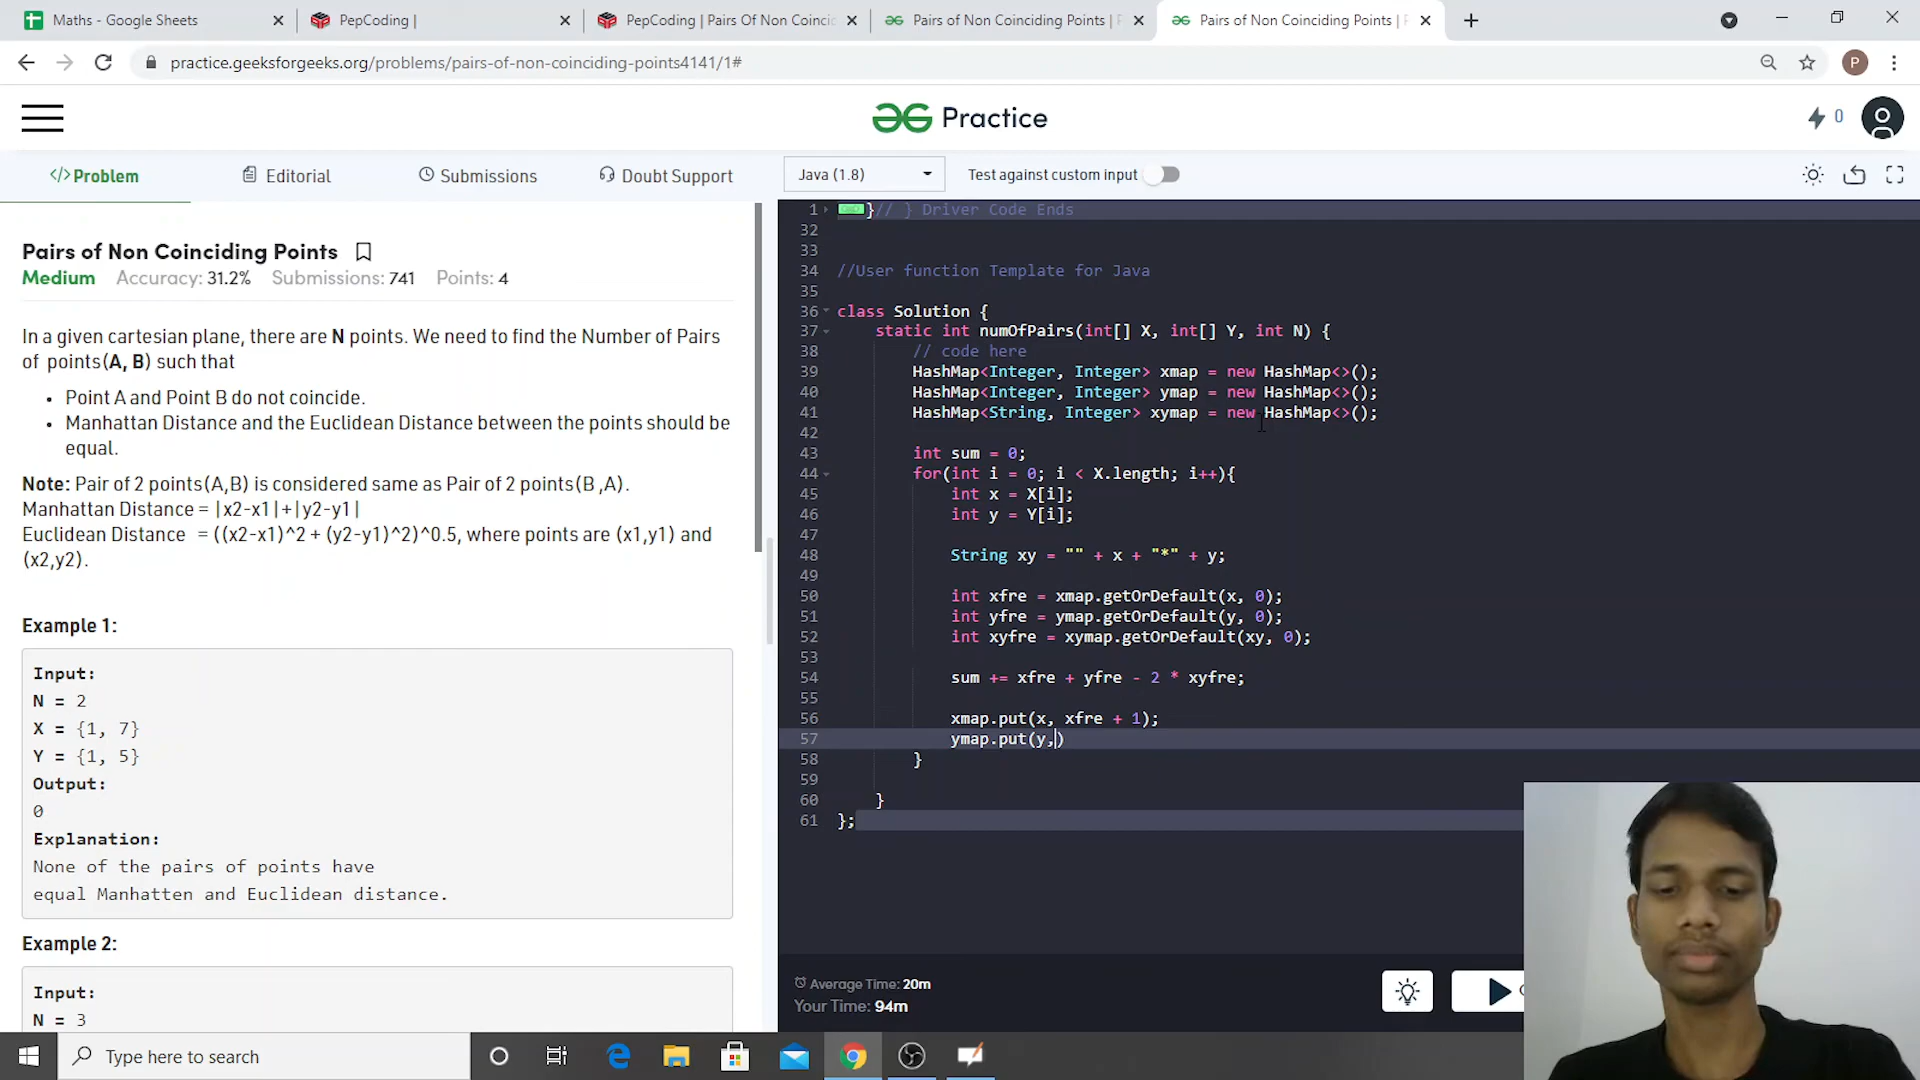 Maths - Google Sheets
PepCoding |
PepCoding | Pairs Of Non Coincid
Pairs of Non Coinciding Points | P
Pairs of Non Coinciding Points | P
practice.geeksforgeeks.org/problems/pairs-of-non-coinciding-points4141/1#
P
Practice
0
</>Problem
Editorial
Submissions
Doubt Support
Java (1.8)
Test against custom input
Pairs of Non Coinciding Points
Medium Accuracy: 31.2% Submissions: 741 Points: 4
In a given cartesian plane, there are N points. We need to find the Number of Pairs
of points(A, B) such that
• Point A and Point B do not coincide.
• Manhattan Distance and the Euclidean Distance between the points should be
equal.
Note: Pair of 2 points(A,B) is considered same as Pair of 2 points(B ,A).
Manhattan Distance = |x2-x1|+|y2-y1|
Euclidean Distance = ((x2-x1)^2 + (y2-y1)^2)^0.5, where points are (x1,y1) and
(x2,y2).
Example 1:
Input:
N = 2
X = {1, 7}
Y = {1, 5}
Output:
0
Explanation:
None of the pairs of points have
equal Manhatten and Euclidean distance.
Example 2:
Input:
N = 3
1 }// } Driver Code Ends
32
33
34 //User function Template for Java
35
36 class Solution {
37 static int numOfPairs(int[] X, int[] Y, int N) {
38 // code here
39 HashMap<Integer, Integer> xmap = new HashMap<>();
40 HashMap<Integer, Integer> ymap = new HashMap<>();
41 HashMap<String, Integer> xymap = new HashMap<>();
42
43 int sum = 0;
44 for(int i = 0; i < X.length; i++){
45 int x = X[i];
46 int y = Y[i];
47
48 String xy = "" + x + "*" + y;
49
50 int xfre = xmap.getOrDefault(x, 0);
51 int yfre = ymap.getOrDefault(y, 0);
52 int xyfre = xymap.getOrDefault(xy, 0);
53
54 sum += xfre + yfre - 2 * xyfre;
55
56 xmap.put(x, xfre + 1);
57 ymap.put(y,)
58 }
59
60 }
61 };
Average Time: 20m
Your Time: 94m
Type here to search